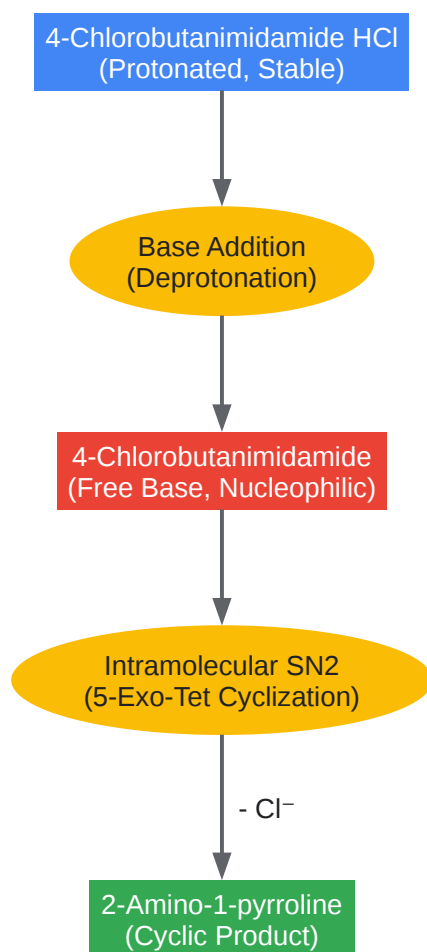 4-Chlorobutanimidamide HCl
(Protonated, Stable)
Base Addition
(Deprotonation)
4-Chlorobutanimidamide
(Free Base, Nucleophilic)
Intramolecular SN2
(5-Exo-Tet Cyclization)
- Cl⁻
2-Amino-1-pyrroline
(Cyclic Product)